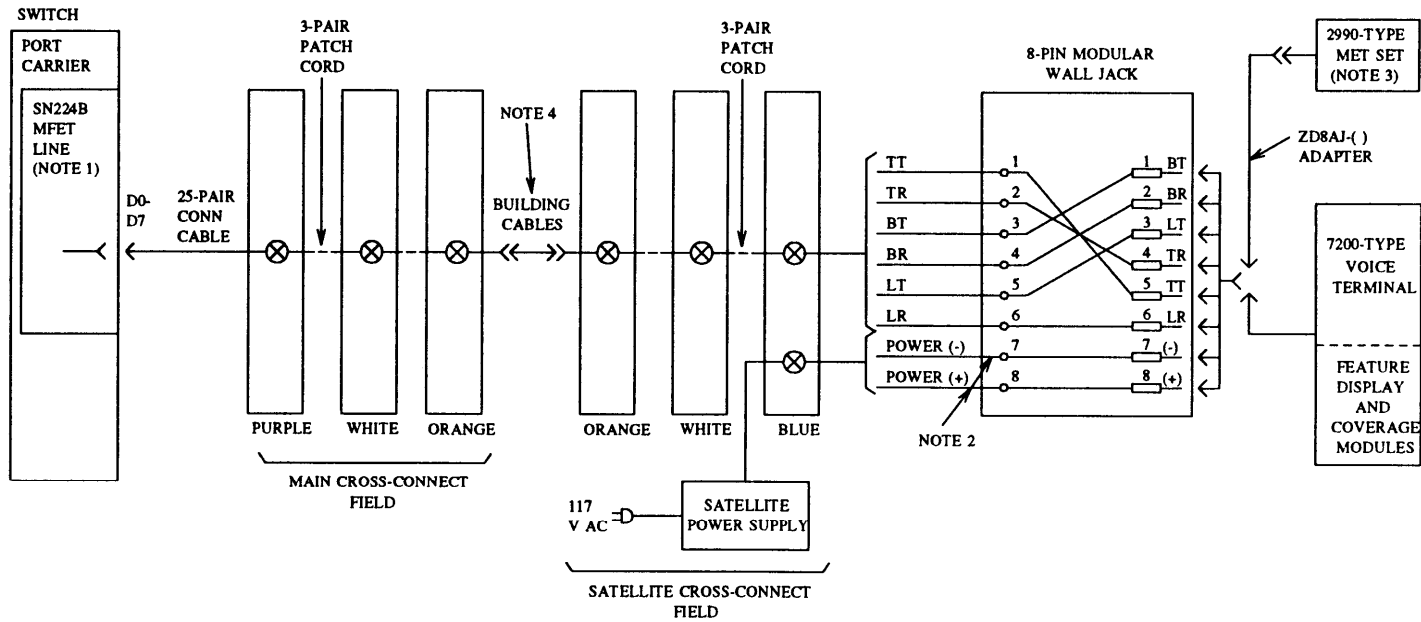 SWITCH
PORT
CARRIER
SN224B
MFET
LINE
(NOTE 1)
D0-
D7
25-PAIR
CONN
CABLE
3-PAIR
PATCH
CORD
PURPLE
WHITE
ORANGE
MAIN CROSS-CONNECT
FIELD
NOTE 4
BUILDING
CABLES
3-PAIR
PATCH
CORD
ORANGE
WHITE
BLUE
117
V AC
SATELLITE
POWER SUPPLY
SATELLITE CROSS-CONNECT
FIELD
TT
TR
BT
BR
LT
LR
POWER (-)
POWER (+)
NOTE 2
8-PIN MODULAR
WALL JACK
1
2
3
4
5
6
7
8
1 BT
2 BR
3 LT
4 TR
5 TT
6 LR
7 (-)
8 (+)
2990-TYPE
MET SET
(NOTE 3)
ZD8AJ-( )
ADAPTER
7200-TYPE
VOICE
TERMINAL
FEATURE
DISPLAY
AND
COVERAGE
MODULES